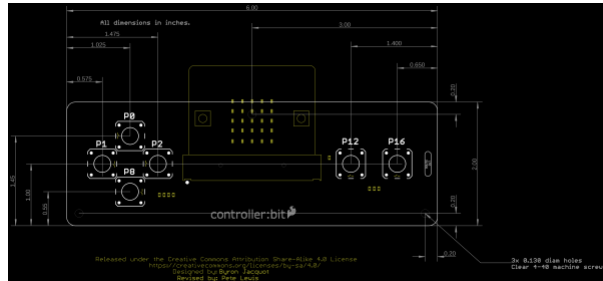 6.00
All dimensions in inches.
3.00
1.475
1.400
1.025
0.650
0.575
0.20
P0
P1
P2
P12
P16
P8
1.45
1.00
0.55
2.00
0.20
controller:bit
0.20
3x 0.130 diam holes
Clear 4-40 machine screw
Released under the Creative Commons Attribution Share-Alike 4.0 License
https://creativecommons.org/licenses/by-sa/4.0/
Designed by: Byron Jacquot
Revised by: Pete Lewis